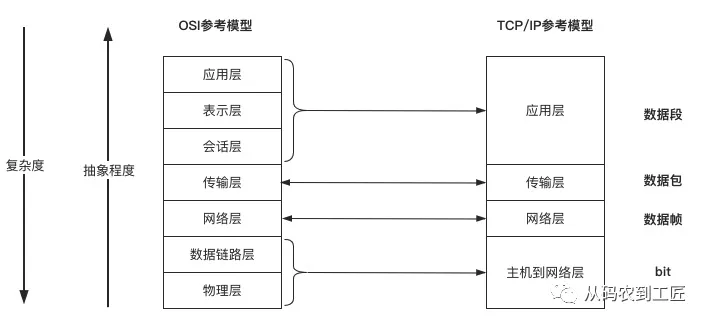 OSI参考模型
TCP/IP参考模型
复杂度
抽象程度
应用层
表示层
会话层
传输层
网络层
数据链路层
物理层
应用层
传输层
网络层
主机到网络层
数据段
数据包
数据帧
bit
从码农到工匠